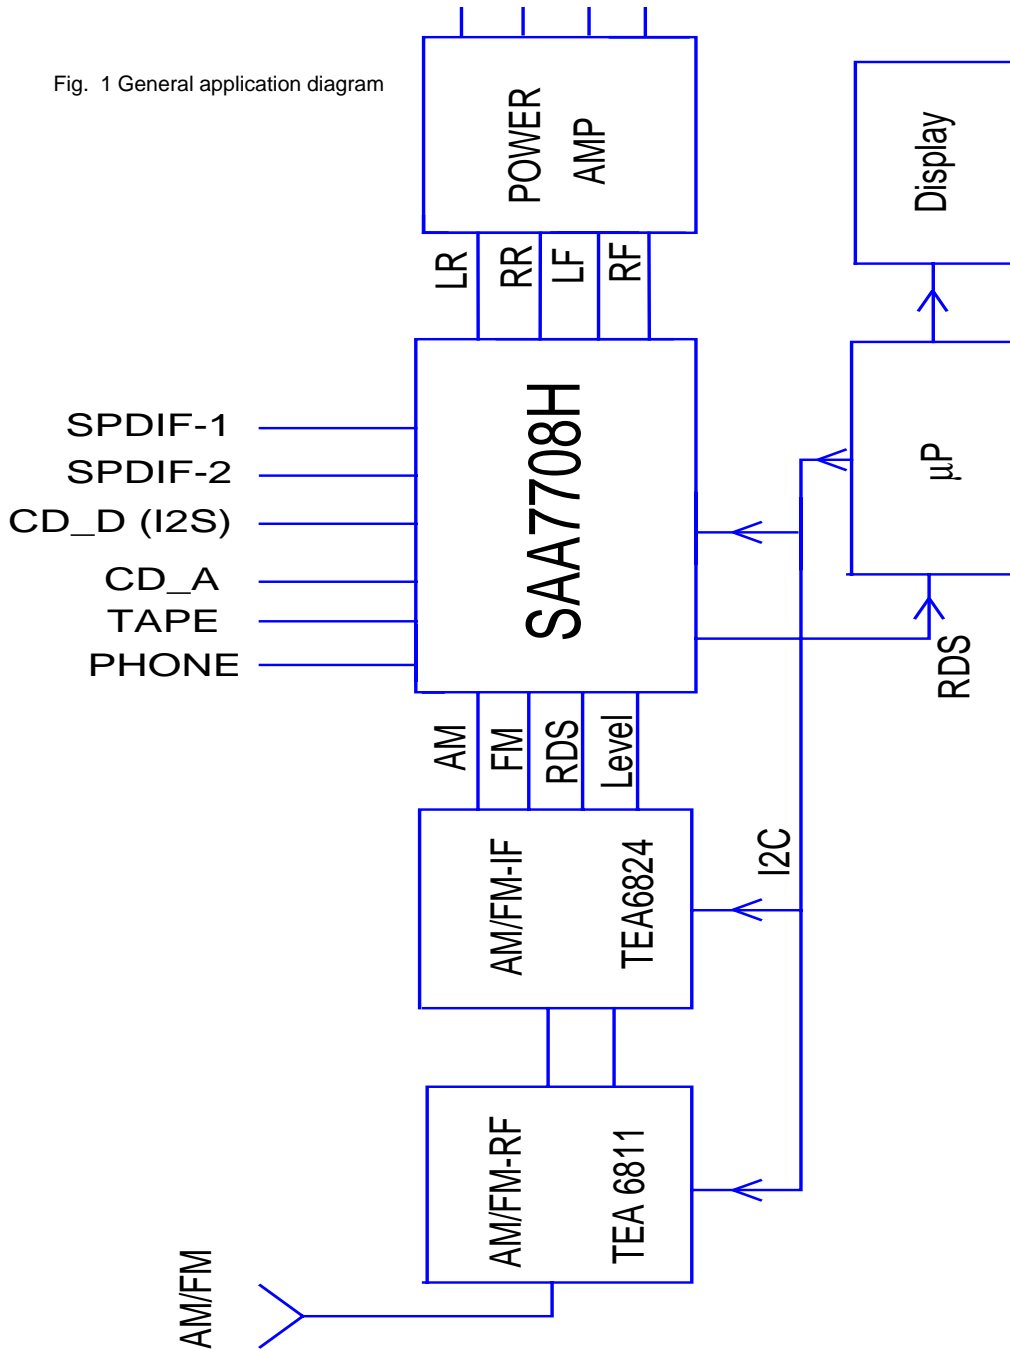 Fig. 1 General application diagram
POWER
AMP
Display
LR
RR
LF
RF
SPDIF-1
SPDIF-2
CD_D (I2S)
CD_A
TAPE
PHONE
SAA7708H
µP
RDS
AM
FM
RDS
Level
AM/FM-IF
TEA6824
I2C
AM/FM-RF
TEA 6811
AM/FM